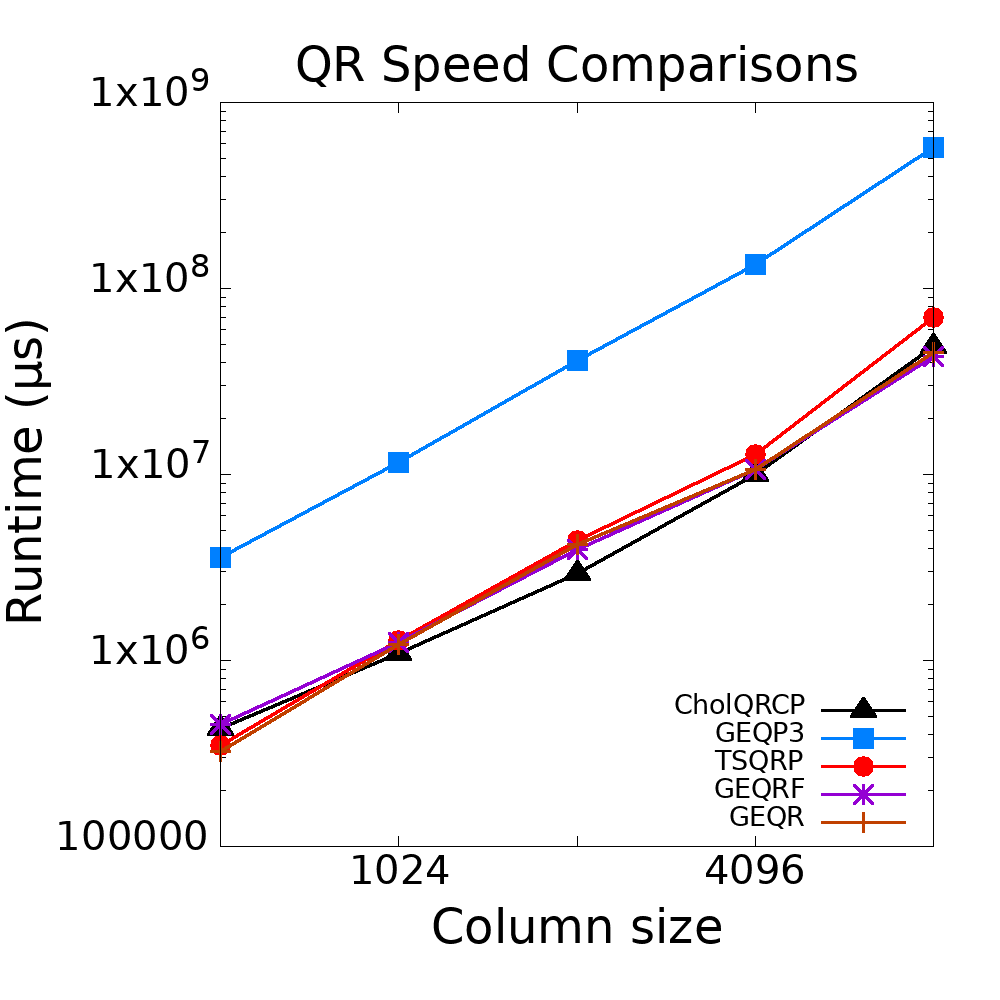 QR Speed Comparisons
1x10⁹
1x10⁸
1x10⁷
1x10⁶
100000
Runtime (µs)
CholQRCP
GEQP3
TSQRP
GEQRF
GEQR
1024 4096
Column size